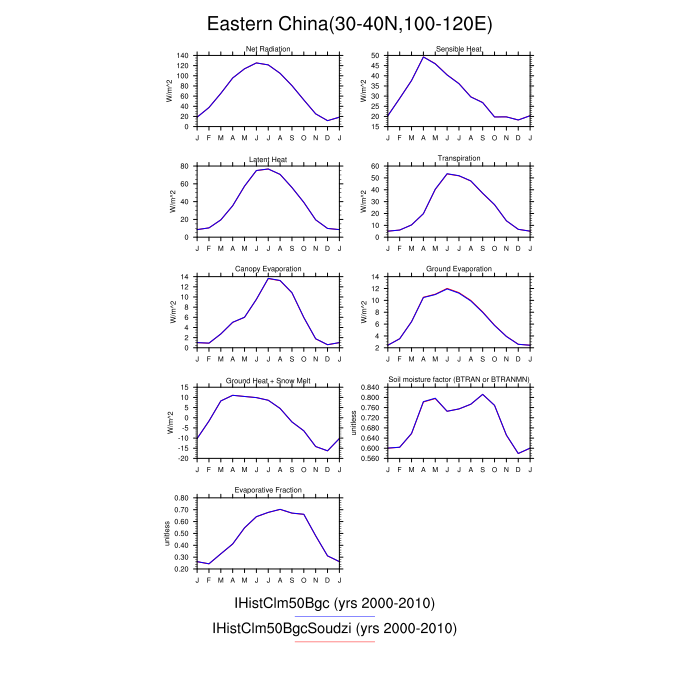 Eastern China(30-40N,100-120E)
Net Radiation
W/m^2
140
120
100
80
60
40
20
0
J F M A M J J A S O N D J
Sensible Heat
W/m^2
50
45
40
35
30
25
20
15
J F M A M J J A S O N D J
Latent Heat
W/m^2
80
60
40
20
0
J F M A M J J A S O N D J
Transpiration
W/m^2
60
50
40
30
20
10
0
J F M A M J J A S O N D J
Canopy Evaporation
W/m^2
14
12
10
8
6
4
2
0
J F M A M J J A S O N D J
Ground Evaporation
W/m^2
14
12
10
8
6
4
2
J F M A M J J A S O N D J
Ground Heat + Snow Melt
W/m^2
15
10
5
0
-5
-10
-15
-20
J F M A M J J A S O N D J
Soil moisture factor (BTRAN or BTRANMN)
unitless
0.840
0.800
0.760
0.720
0.680
0.640
0.600
0.560
J F M A M J J A S O N D J
Evaporative Fraction
unitless
0.80
0.70
0.60
0.50
0.40
0.30
0.20
J F M A M J J A S O N D J
IHistClm50Bgc (yrs 2000-2010)
IHistClm50BgcSoudzi (yrs 2000-2010)